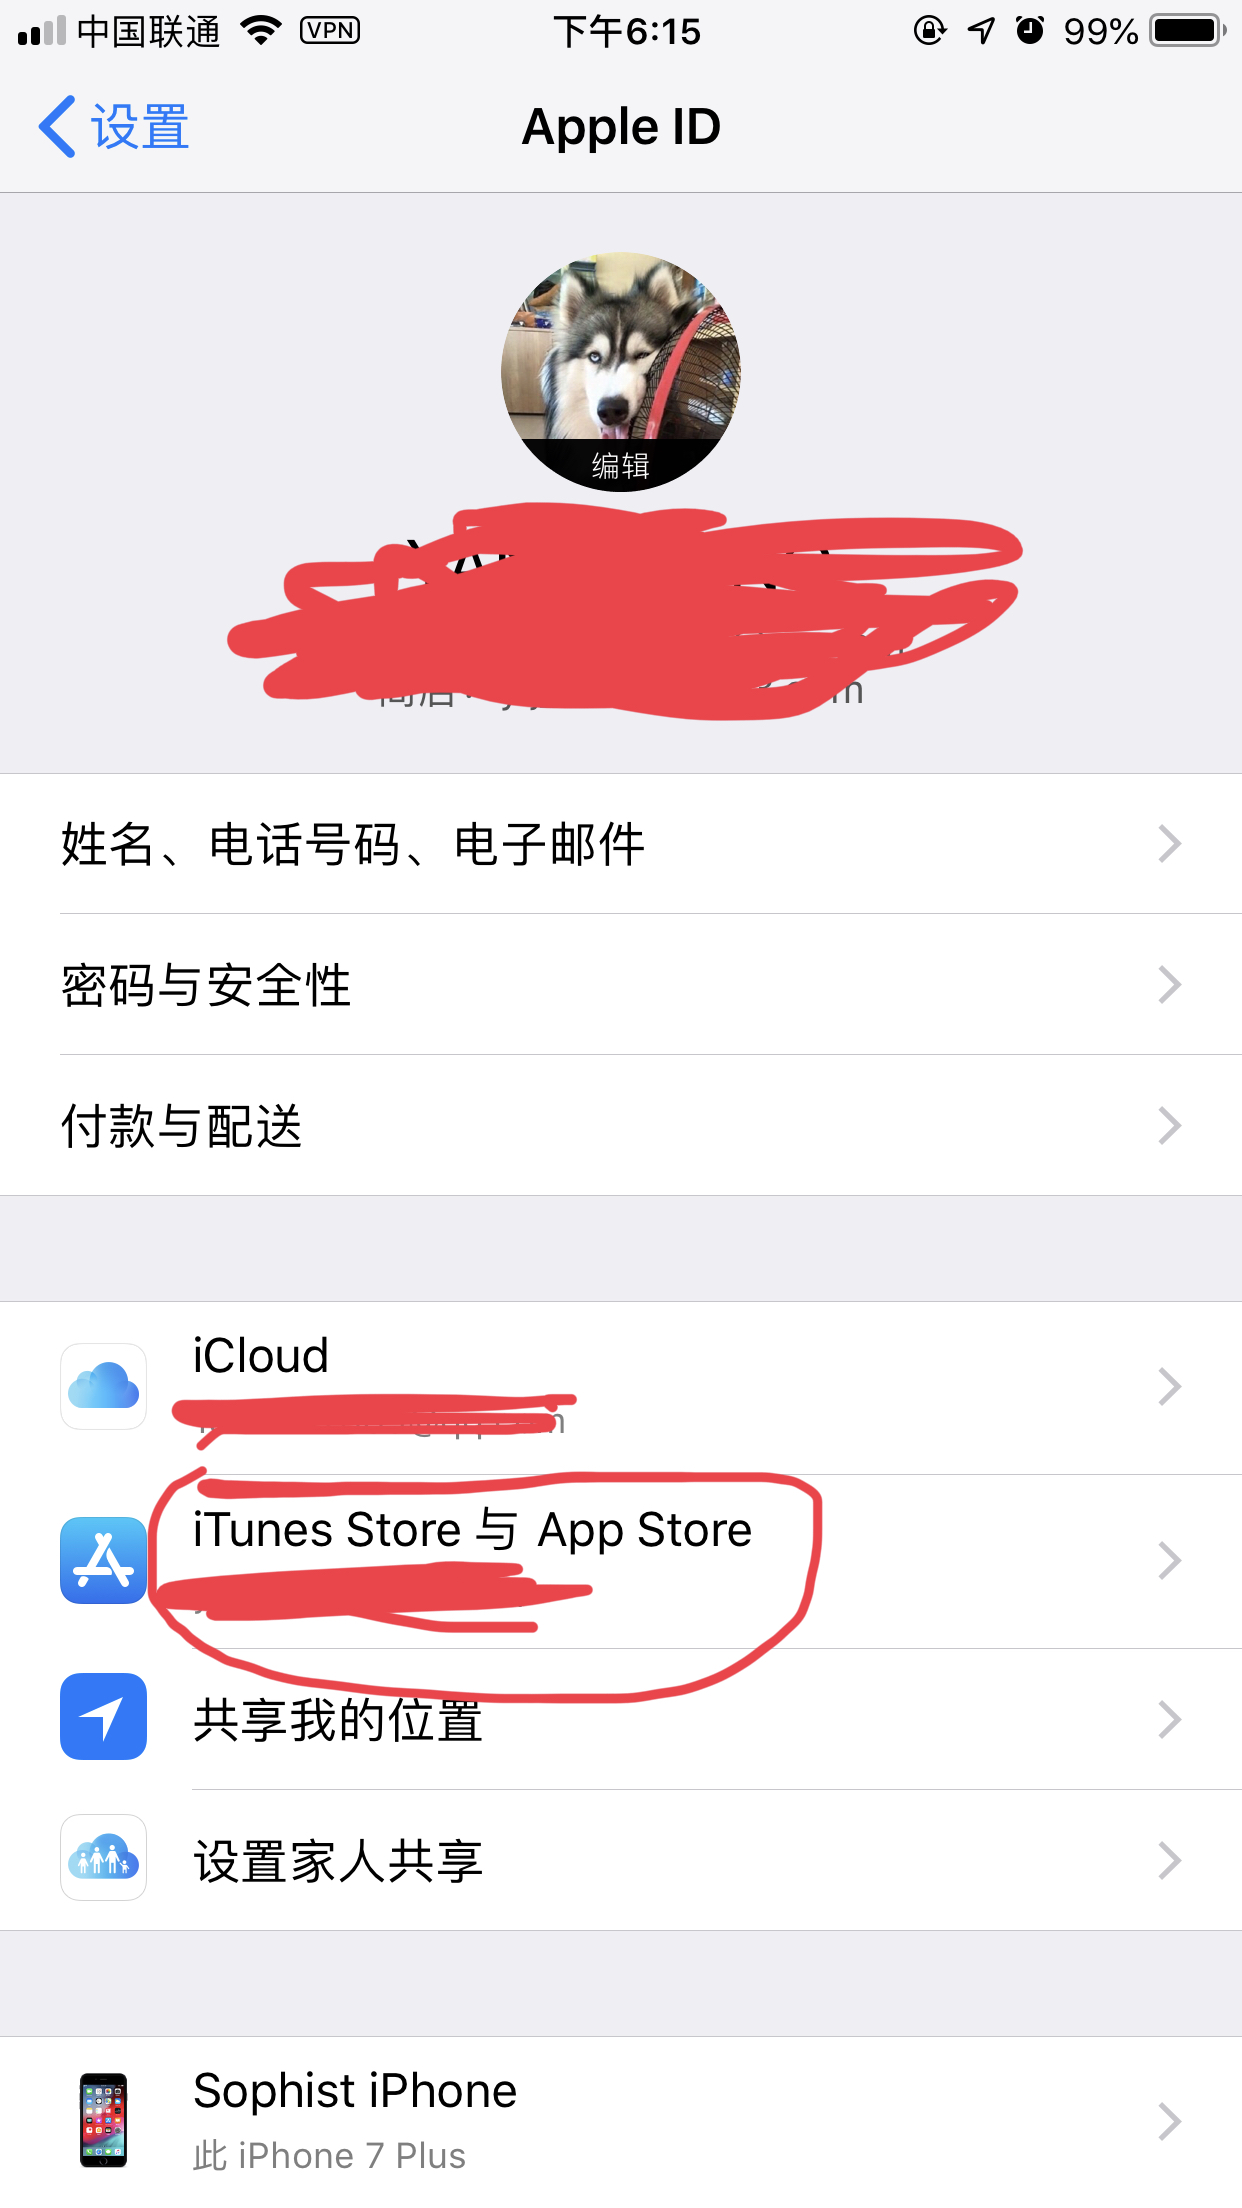 中国联通 VPN 下午6:15 99%
设置 Apple ID
编辑
姓名、电话号码、电子邮件
密码与安全性
付款与配送
iCloud
iTunes Store 与 App Store
共享我的位置
设置家人共享
Sophist iPhone
此 iPhone 7 Plus